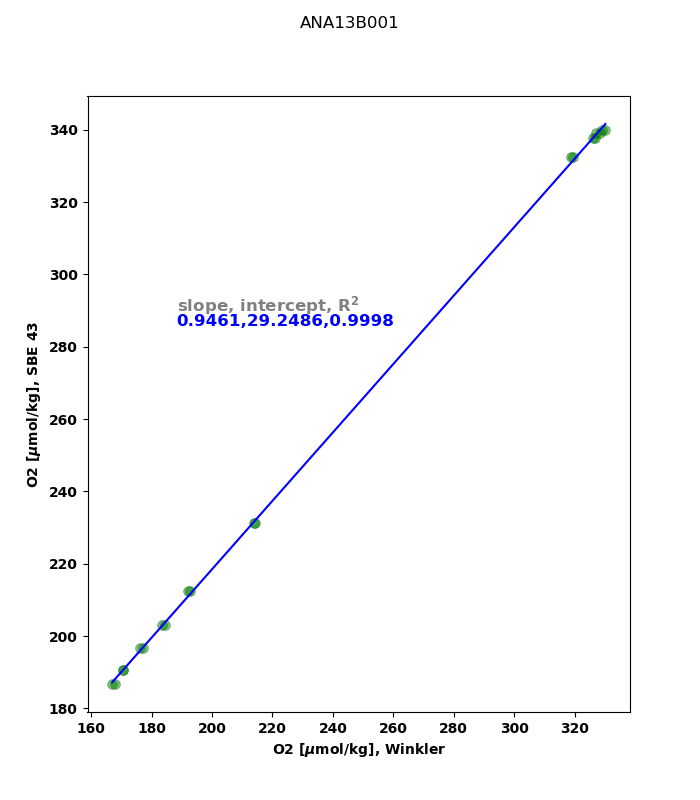 ANA13B001
340
320
300
280
260
240
220
200
180
slope, intercept, R²
0.9461,29.2486,0.9998
O2 [μmol/kg], SBE 43
160 180 200 220 240 260 280 300 320
O2 [μmol/kg], Winkler